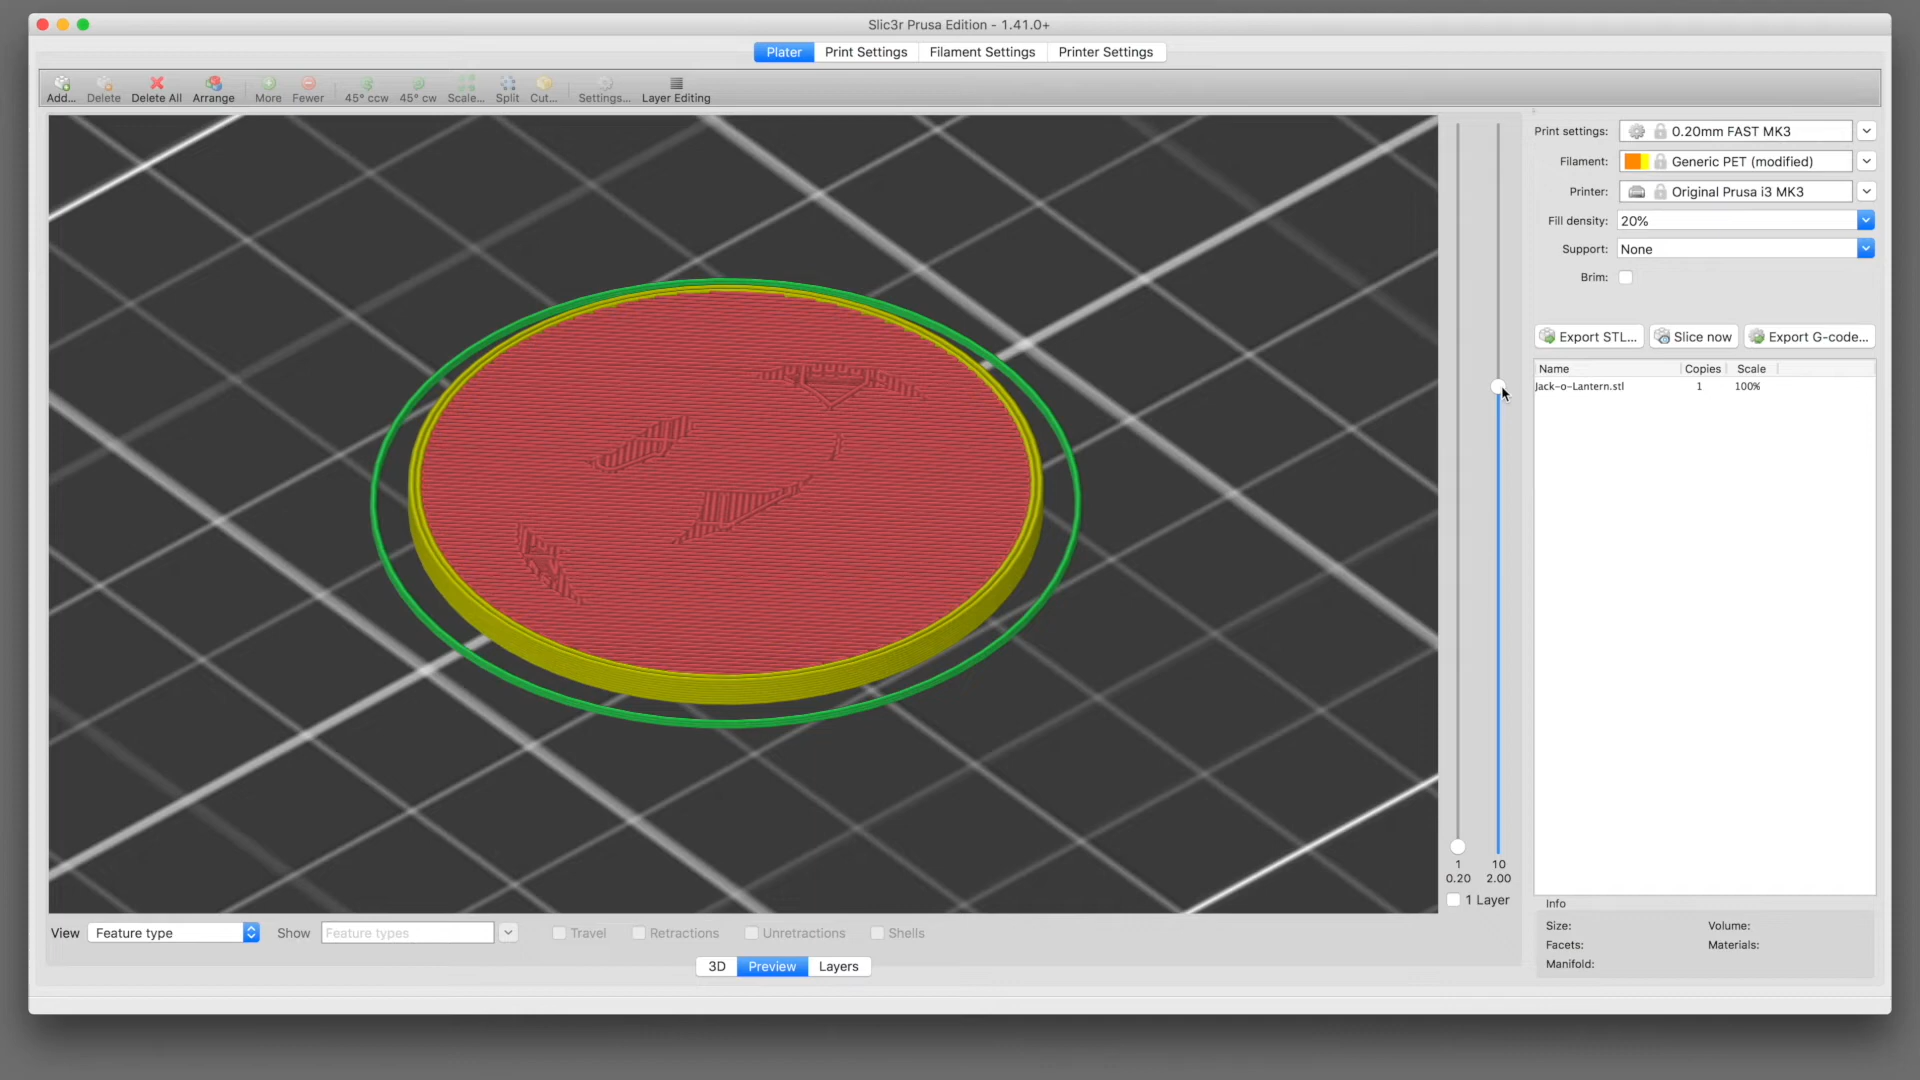 Slic3r Prusa Edition - 1.41.0+
Plater Print Settings Filament Settings Printer Settings
Add... Delete Delete All Arrange More Fewer 45° ccw 45° cw Scale... Split Cut... Settings... Layer Editing
Print settings: 0.20mm FAST MK3
Filament: Generic PET (modified)
Printer: Original Prusa i3 MK3
Fill density: 20%
Support: None
Brim:
Export STL... Slice now Export G-code...
Name Copies Scale
Jack-o-Lantern.stl 1 100%
1 10
0.20 2.00
1 Layer
Info
Size: Volume:
Facets: Materials:
Manifold:
View Feature type Show Feature types Travel Retractions Unretractions Shells
3D Preview Layers